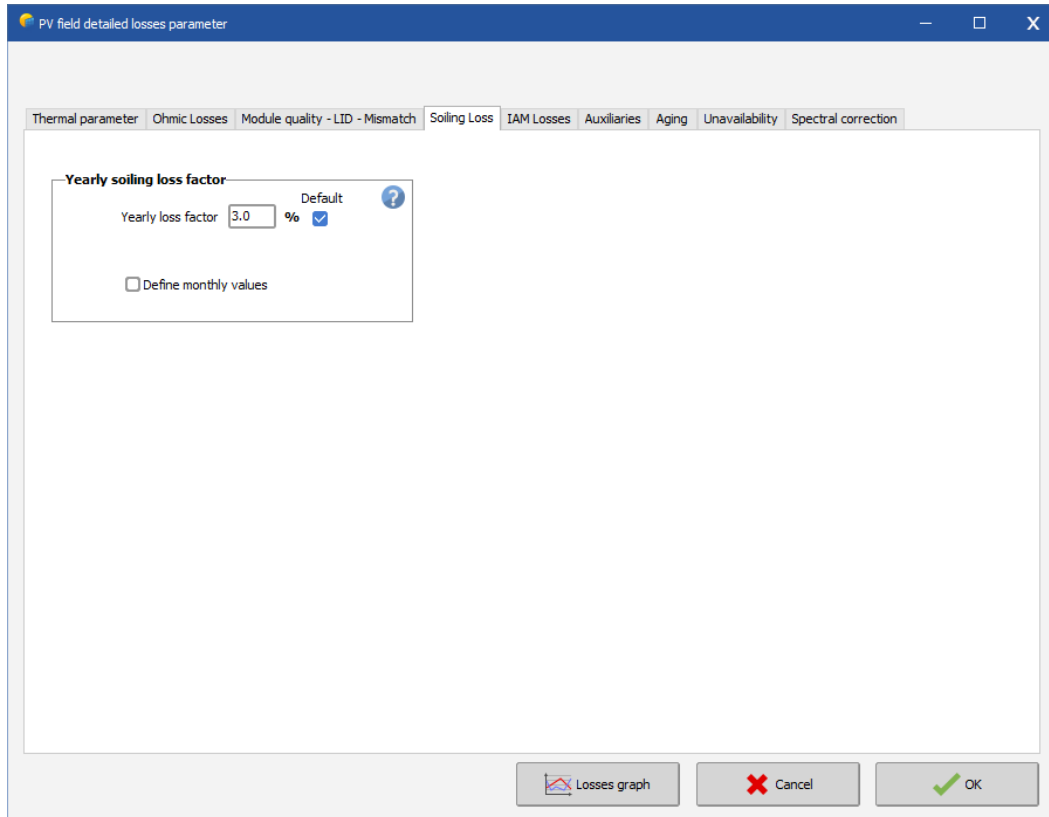 PV field detailed losses parameter
Thermal parameter Ohmic Losses Module quality - LID - Mismatch Soiling Loss IAM Losses Auxiliaries Aging Unavailability Spectral correction
Yearly soiling loss factor
Default
?
Yearly loss factor 3.0 %
Define monthly values
Losses graph Cancel OK